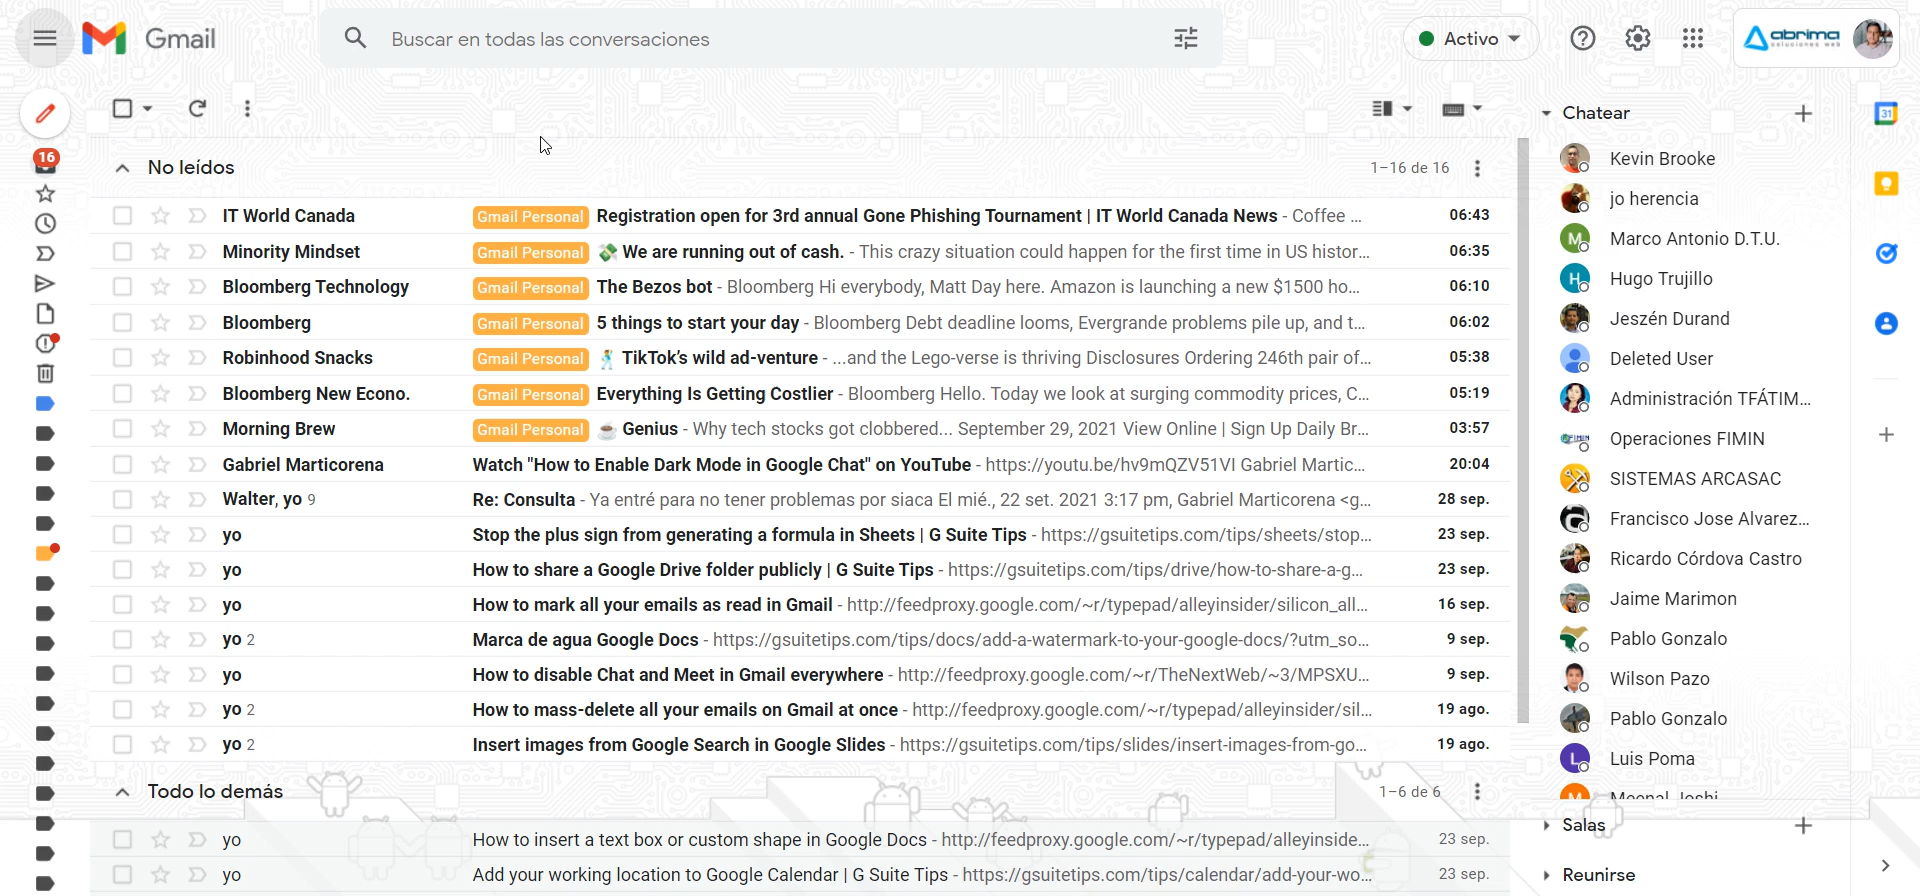 Gmail
Buscar en todas las conversaciones
Activo
abrima
soluciones web
Chatear
31
16
No leídos
1–16 de 16
IT World Canada Gmail Personal Registration open for 3rd annual Gone Phishing Tournament | IT World Canada News - Coffee ... 06:43
Minority Mindset Gmail Personal 💸 We are running out of cash. - This crazy situation could happen for the first time in US histor... 06:35
Bloomberg Technology Gmail Personal The Bezos bot - Bloomberg Hi everybody, Matt Day here. Amazon is launching a new $1500 ho... 06:10
Bloomberg Gmail Personal 5 things to start your day - Bloomberg Debt deadline looms, Evergrande problems pile up, and t... 06:02
Robinhood Snacks Gmail Personal 🕺 TikTok’s wild ad-venture - ...and the Lego-verse is thriving Disclosures Ordering 246th pair of... 05:38
Bloomberg New Econo. Gmail Personal Everything Is Getting Costlier - Bloomberg Hello. Today we look at surging commodity prices, C... 05:19
Morning Brew Gmail Personal ☕ Genius - Why tech stocks got clobbered... September 29, 2021 View Online | Sign Up Daily Br... 03:57
Gabriel Marticorena Watch "How to Enable Dark Mode in Google Chat" on YouTube - https://youtu.be/hv9mQZV51VI Gabriel Martic... 20:04
Walter, yo 9 Re: Consulta - Ya entré para no tener problemas por siaca El mié., 22 set. 2021 3:17 pm, Gabriel Marticorena <g... 28 sep.
yo Stop the plus sign from generating a formula in Sheets | G Suite Tips - https://gsuitetips.com/tips/sheets/stop... 23 sep.
yo How to share a Google Drive folder publicly | G Suite Tips - https://gsuitetips.com/tips/drive/how-to-share-a-g... 23 sep.
yo How to mark all your emails as read in Gmail - http://feedproxy.google.com/~r/typepad/alleyinsider/silicon_all... 16 sep.
yo 2 Marca de agua Google Docs - https://gsuitetips.com/tips/docs/add-a-watermark-to-your-google-docs/?utm_so... 9 sep.
yo How to disable Chat and Meet in Gmail everywhere - http://feedproxy.google.com/~r/TheNextWeb/~3/MPSXU... 9 sep.
yo 2 How to mass-delete all your emails on Gmail at once - http://feedproxy.google.com/~r/typepad/alleyinsider/sil... 19 ago.
yo 2 Insert images from Google Search in Google Slides - https://gsuitetips.com/tips/slides/insert-images-from-go... 19 ago.
Todo lo demás
1–6 de 6
yo How to insert a text box or custom shape in Google Docs - http://feedproxy.google.com/~r/typepad/alleyinside... 23 sep.
yo Add your working location to Google Calendar | G Suite Tips - https://gsuitetips.com/tips/calendar/add-your-wo... 23 sep.
Kevin Brooke
jo herencia
M Marco Antonio D.T.U.
H Hugo Trujillo
Jeszén Durand
Deleted User
Administración TFÁTIM...
Operaciones FIMIN
SISTEMAS ARCASAC
Francisco Jose Alvarez...
Ricardo Córdova Castro
Jaime Marimon
Pablo Gonzalo
Wilson Pazo
Pablo Gonzalo
L Luis Poma
M Meenal Joshi
Salas
Reunirse